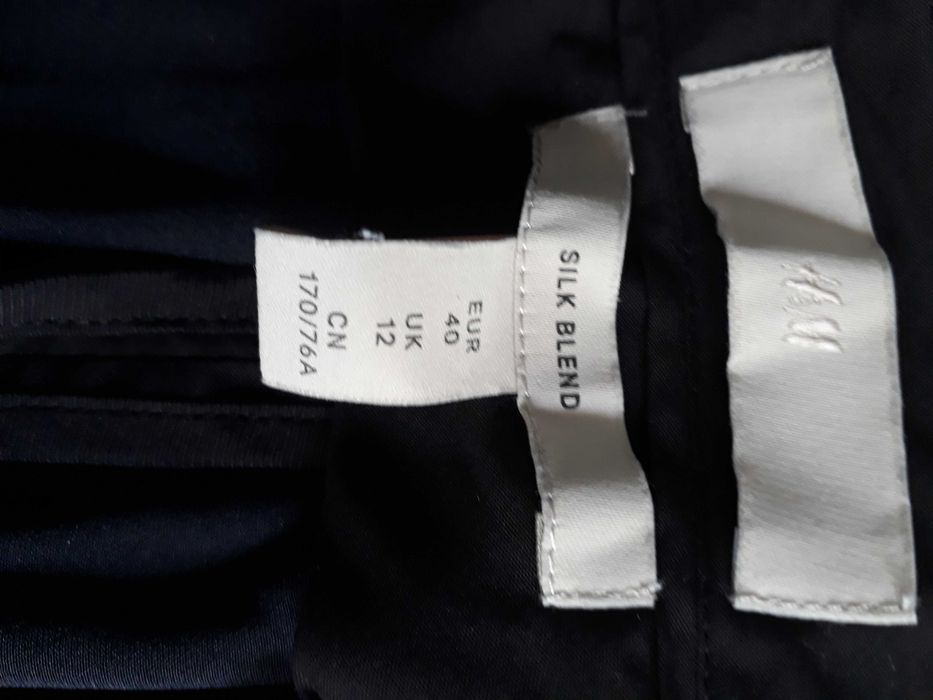 H&M
SILK BLEND
EUR
40
UK
12
CN
170/76A